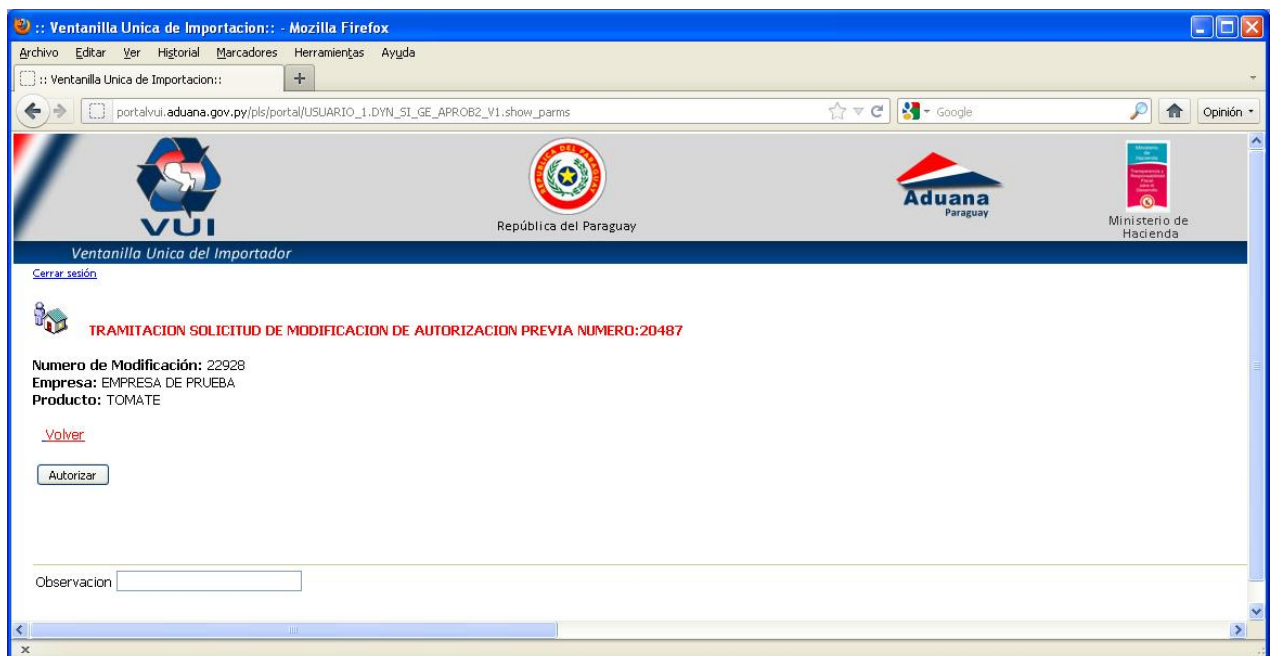 :: Ventanilla Unica de Importacion:: - Mozilla Firefox
Archivo Editar Ver Historial Marcadores Herramientas Ayuda
:: Ventanilla Unica de Importacion:: +
portalvui.aduana.gov.py/pls/portal/USUARIO_1.DYN_SI_GE_APROB2_V1.show_parms Google Opinión
VUI
REPUBLICA DEL PARAGUAY
República del Paraguay
Aduana
Paraguay
Ministerio de
Hacienda
Ventanilla Unica del Importador
Cerrar sesión
TRAMITACION SOLICITUD DE MODIFICACION DE AUTORIZACION PREVIA NUMERO:20487
Numero de Modificación: 22928
Empresa: EMPRESA DE PRUEBA
Producto: TOMATE
Volver
Autorizar
Observacion
x